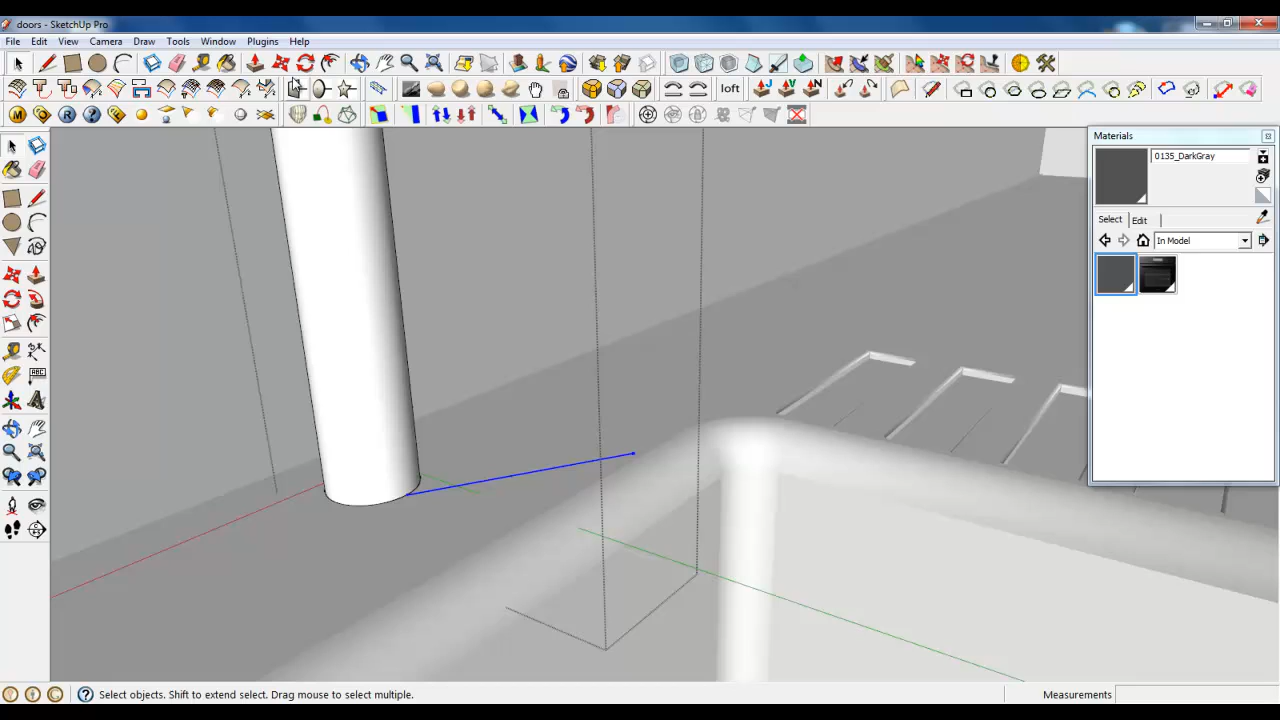 doors - SketchUp Pro
File Edit View Camera Draw Tools Window Plugins Help
loft
Materials
0135_DarkGray
Select Edit
In Model
Select objects. Shift to extend select. Drag mouse to select multiple.
Measurements